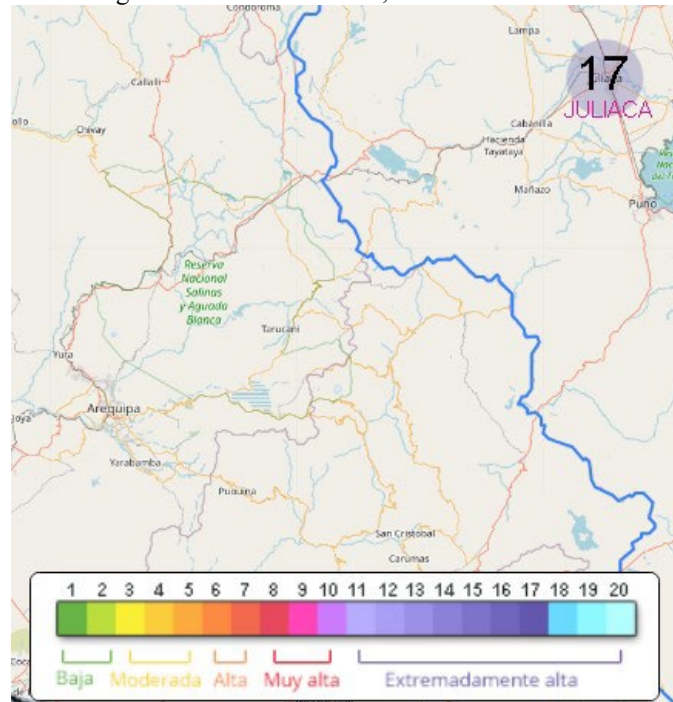 Condoroma
Lampa
Callalli
17
JULIACA
Chivay
Cabanilla
Hacienda
Tayataya
Mañazo
Puno
Reserva
Nacional
Salinas
y Aguada
Blanca
Tarucani
Yura
Arequipa
Joya
Yarabamba
Puquina
San Cristobal
Carumas
1 2 3 4 5 6 7 8 9 10 11 12 13 14 15 16 17 18 19 20
Baja Moderada Alta Muy alta Extremadamente alta